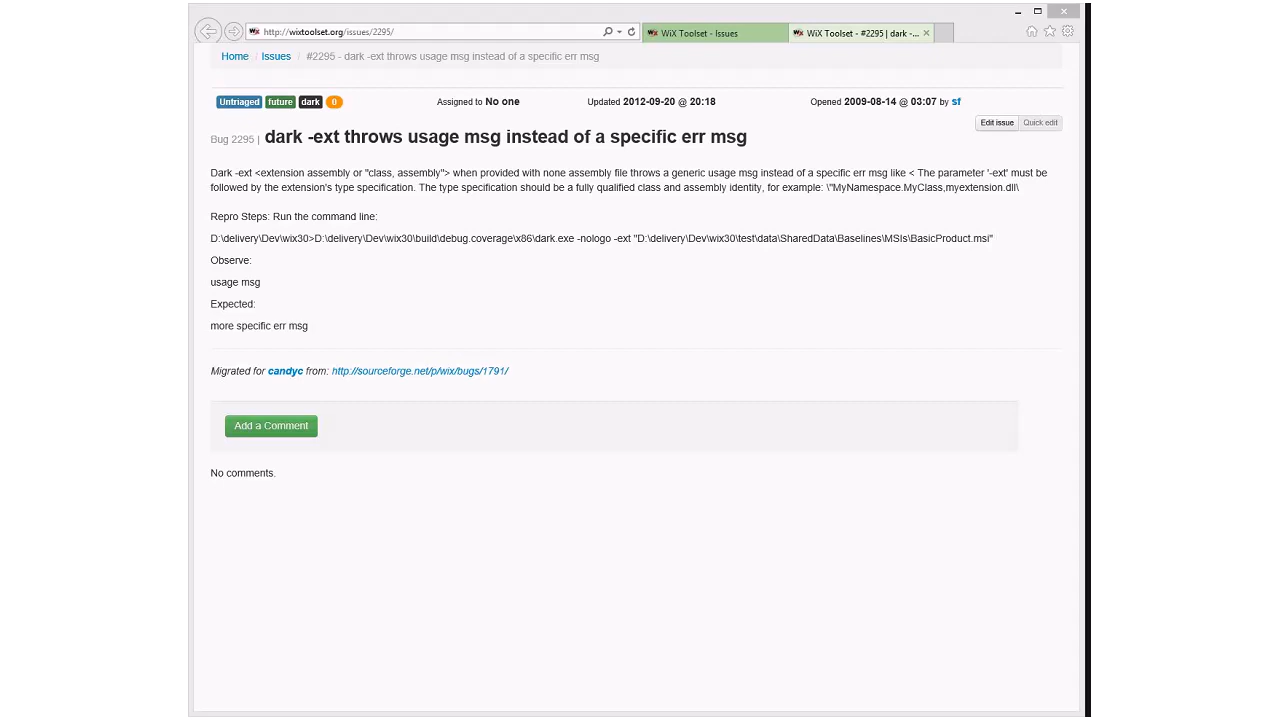 http://wixtoolset.org/issues/2295/
WiX Toolset - Issues
WiX Toolset - #2295 | dark -...
Home / Issues / #2295 - dark -ext throws usage msg instead of a specific err msg
Untriaged future dark 0 Assigned to No one Updated 2012-09-20 @ 20:18 Opened 2009-08-14 @ 03:07 by sf
Edit issue Quick edit
Bug 2295 | dark -ext throws usage msg instead of a specific err msg
Dark -ext <extension assembly or "class, assembly"> when provided with none assembly file throws a generic usage msg instead of a specific err msg like < The parameter '-ext' must be
followed by the extension's type specification. The type specification should be a fully qualified class and assembly identity, for example: \"MyNamespace.MyClass,myextension.dll\
Repro Steps: Run the command line:
D:\delivery\Dev\wix30>D:\delivery\Dev\wix30\build\debug.coverage\x86\dark.exe -nologo -ext "D:\delivery\Dev\wix30\test\data\SharedData\Baselines\MSIs\BasicProduct.msi"
Observe:
usage msg
Expected:
more specific err msg
Migrated for candyc from: http://sourceforge.net/p/wix/bugs/1791/
Add a Comment
No comments.